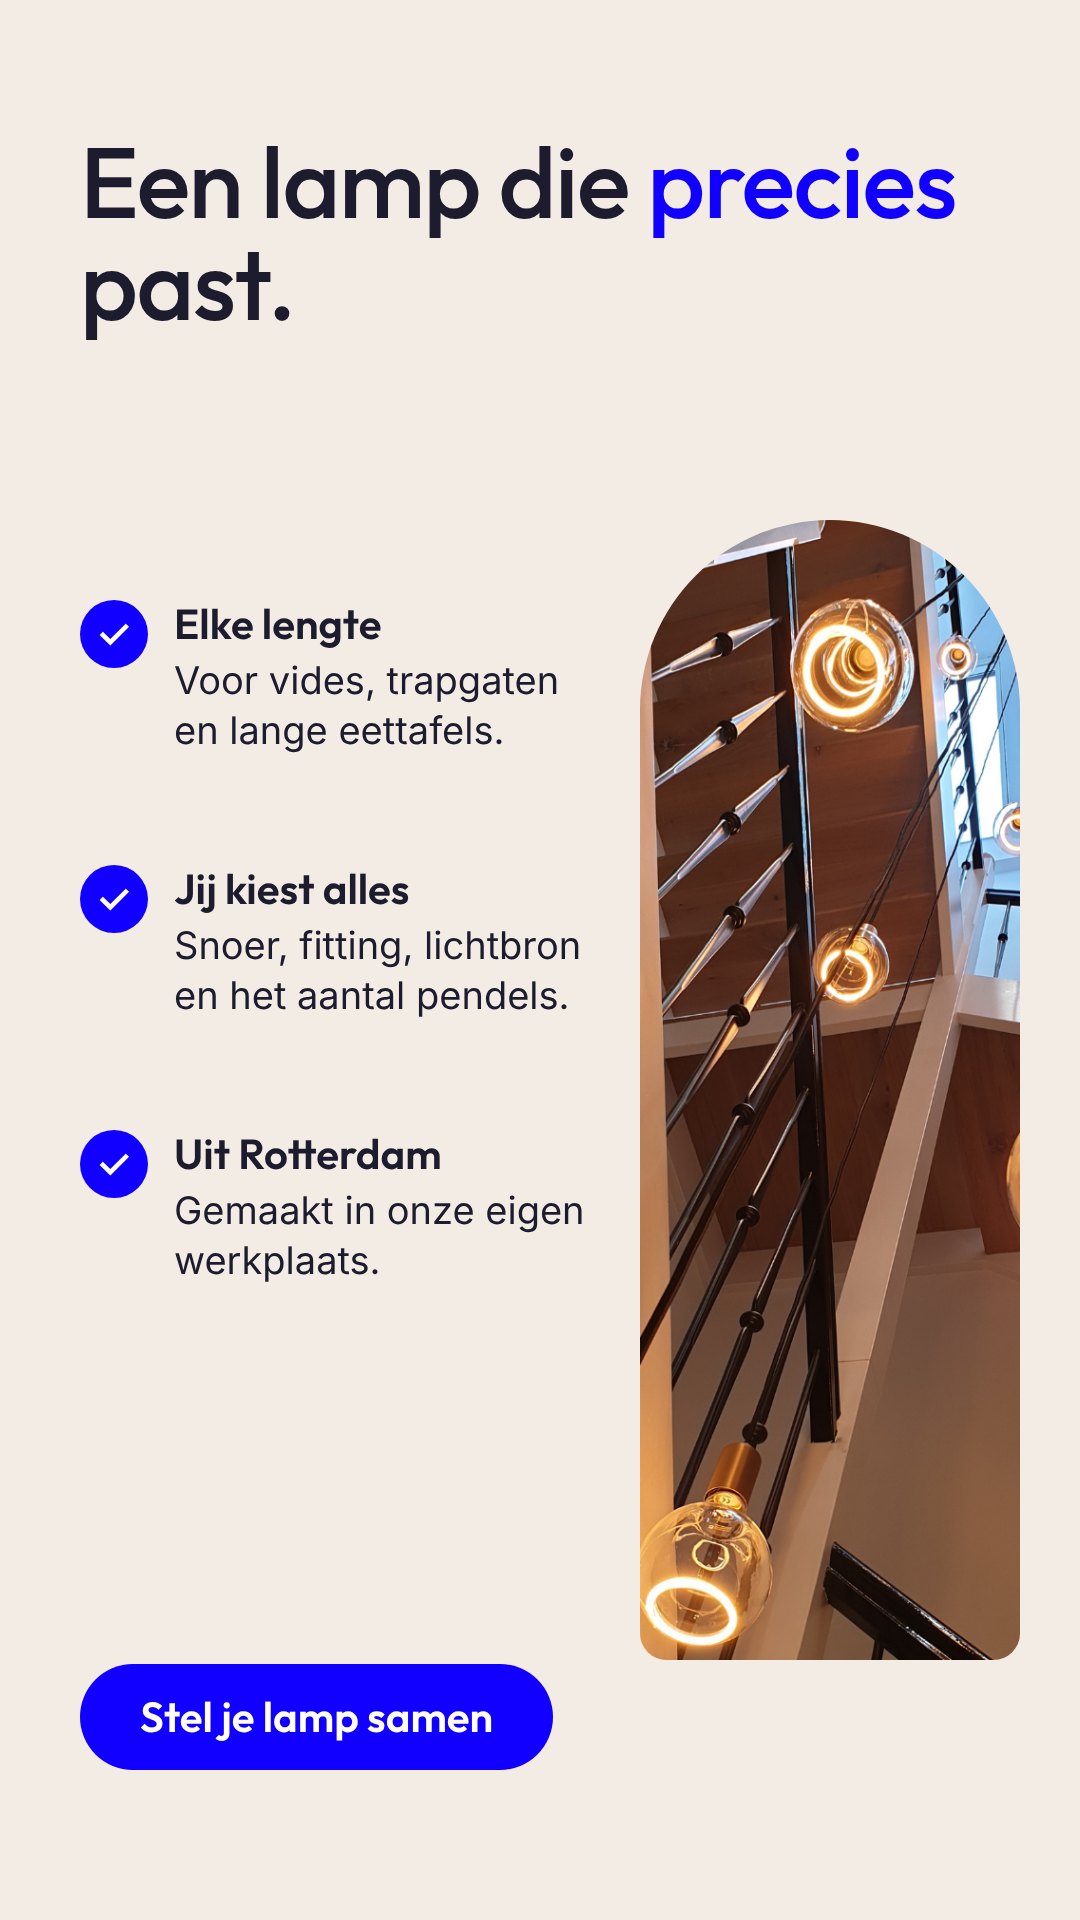 Een lamp die precies
past.
Elke lengte
Voor vides, trapgaten
en lange eettafels.
Jij kiest alles
Snoer, fitting, lichtbron
en het aantal pendels.
Uit Rotterdam
Gemaakt in onze eigen
werkplaats.
Stel je lamp samen